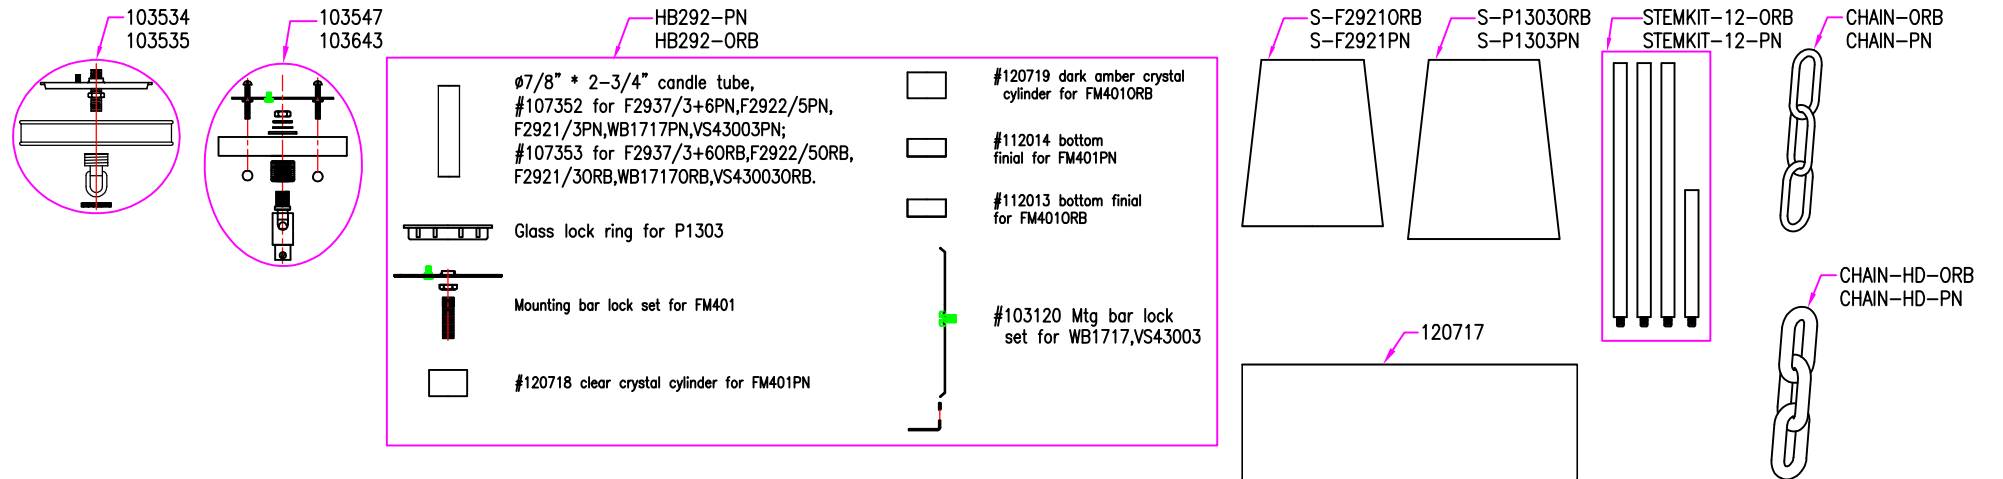 103534
103535
103547
103643
HB292-PN
HB292-ORB
ø7/8" * 2-3/4" candle tube,
#107352 for F2937/3+6PN,F2922/5PN,
F2921/3PN,WB1717PN,VS43003PN;
#107353 for F2937/3+6ORB,F2922/5ORB,
F2921/3ORB,WB1717ORB,VS43003ORB.
Glass lock ring for P1303
Mounting bar lock set for FM401
#120718 clear crystal cylinder for FM401PN
#120719 dark amber crystal
cylinder for FM401ORB
#112014 bottom
finial for FM401PN
#112013 bottom finial
for FM401ORB
#103120 Mtg bar lock
set for WB1717,VS43003
S-F2921ORB
S-F2921PN
S-P1303ORB
S-P1303PN
STEMKIT-12-ORB
STEMKIT-12-PN
CHAIN-ORB
CHAIN-PN
120717
CHAIN-HD-ORB
CHAIN-HD-PN